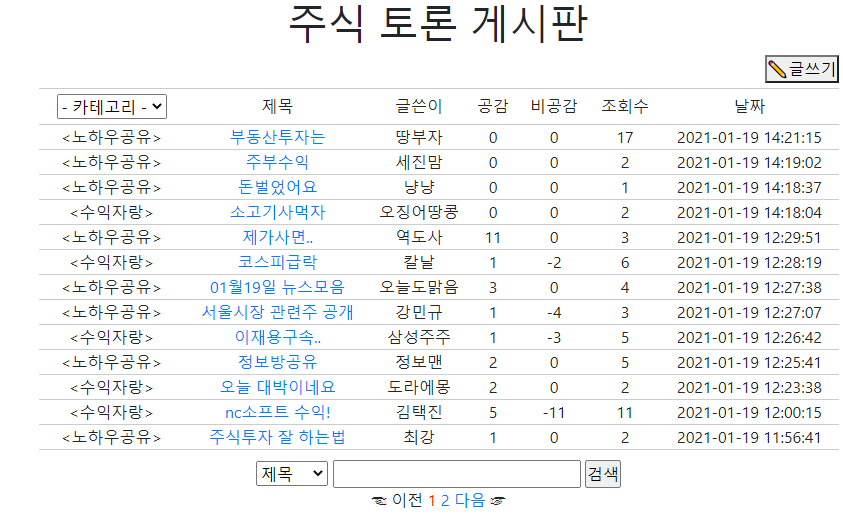 주식 토론 게시판
✏️글쓰기
- 카테고리 - 제목 글쓴이 공감 비공감 조회수 날짜
<노하우공유> 부동산투자는 땅부자 0 0 17 2021-01-19 14:21:15
<노하우공유> 주부수익 세진맘 0 0 2 2021-01-19 14:19:02
<노하우공유> 돈벌었어요 냥냥 0 0 1 2021-01-19 14:18:37
<수익자랑> 소고기사먹자 오징어땅콩 0 0 2 2021-01-19 14:18:04
<노하우공유> 제가사면.. 역도사 11 0 3 2021-01-19 12:29:51
<수익자랑> 코스피급락 칼날 1 -2 6 2021-01-19 12:28:19
<노하우공유> 01월19일 뉴스모음 오늘도맑음 3 0 4 2021-01-19 12:27:38
<노하우공유> 서울시장 관련주 공개 강민규 1 -4 3 2021-01-19 12:27:07
<수익자랑> 이재용구속.. 삼성주주 1 -3 5 2021-01-19 12:26:42
<노하우공유> 정보방공유 정보맨 2 0 5 2021-01-19 12:25:41
<수익자랑> 오늘 대박이네요 도라에몽 2 0 2 2021-01-19 12:23:38
<수익자랑> nc소프트 수익! 김택진 5 -11 11 2021-01-19 12:00:15
<노하우공유> 주식투자 잘 하는법 최강 1 0 2 2021-01-19 11:56:41
제목 검색
☜ 이전 1 2 다음 ☞